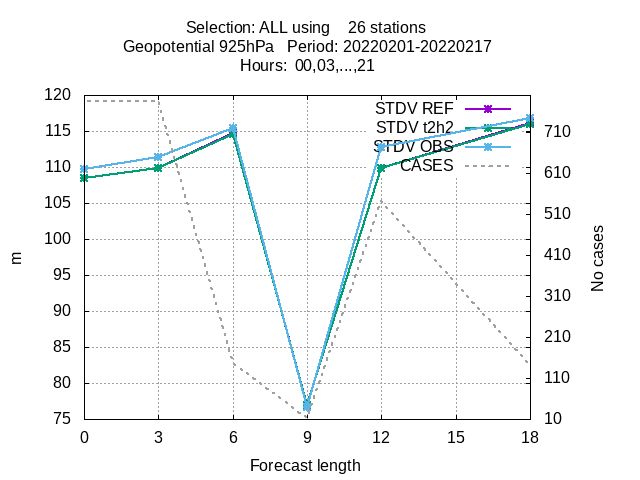 Selection: ALL using    26 stations
Geopotential 925hPa   Period: 20220201-20220217
Hours:  00,03,...,21
STDV REF
STDV t2h2
STDV OBS
CASES
120
115
110
105
100
95
90
85
80
75
m
710
610
510
410
310
210
110
10
No cases
0 3 6 9 12 15 18
Forecast length